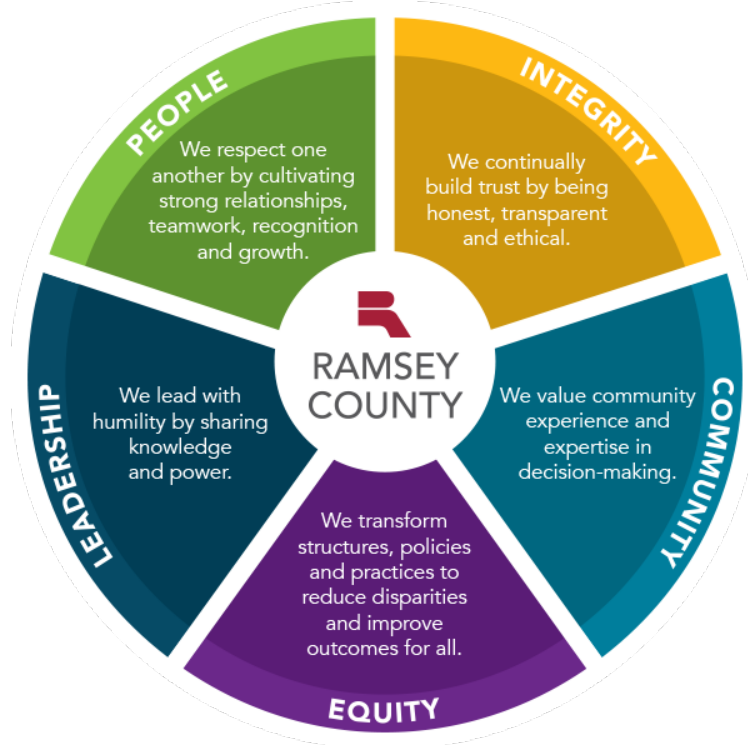 PEOPLE
We respect one
another by cultivating
strong relationships,
teamwork, recognition
and growth.
INTEGRITY
We continually
build trust by being
honest, transparent
and ethical.
COMMUNITY
We value community
experience and
expertise in
decision-making.
EQUITY
We transform
structures, policies
and practices to
reduce disparities
and improve
outcomes for all.
LEADERSHIP
We lead with
humility by sharing
knowledge
and power.
RAMSEY
COUNTY